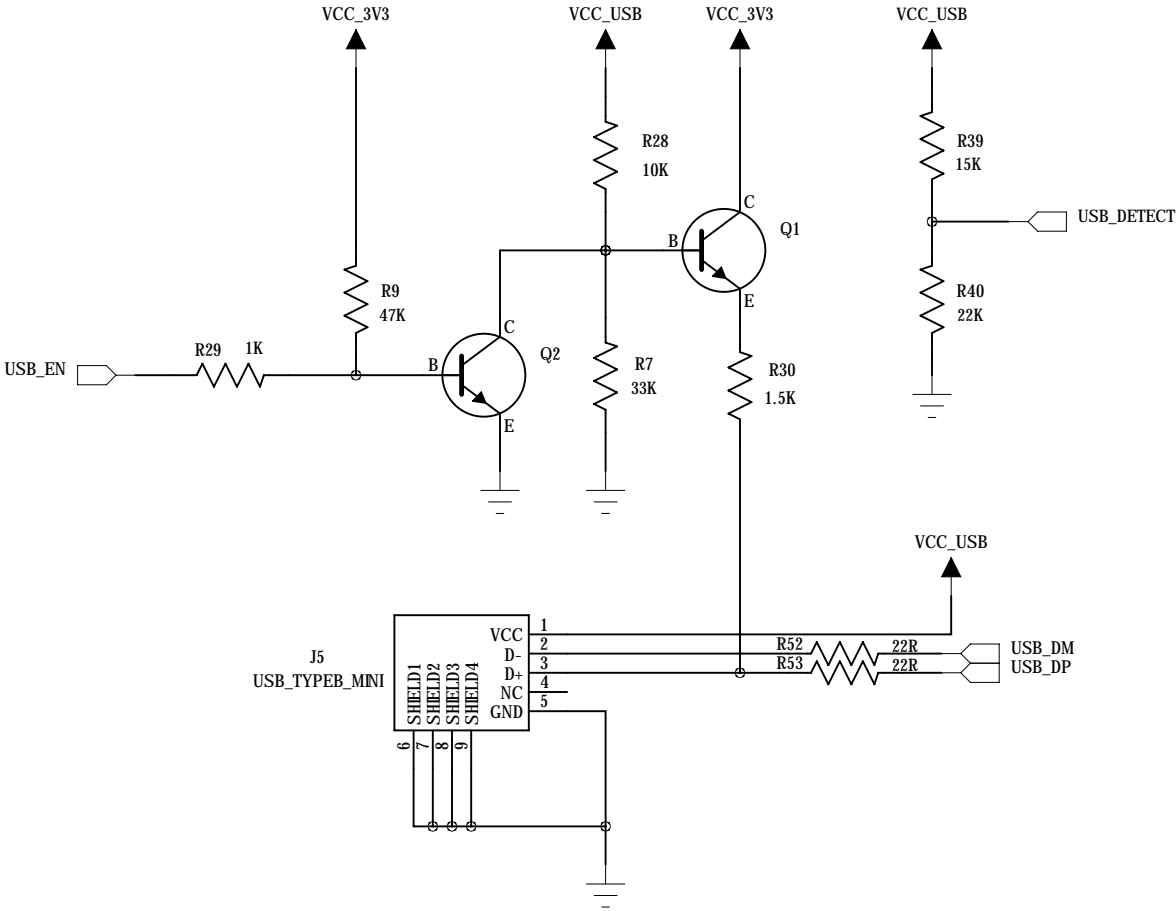 VCC_3V3
VCC_USB
VCC_3V3
VCC_USB
R28
10K
R39
15K
C
Q1
B
E
USB_DETECT
R9
47K
R40
22K
R29 1K
USB_EN
C
Q2
B
E
R7
33K
R30
1.5K
VCC_USB
J5
USB_TYPEB_MINI
VCC 1
D- 2
D+ 3
NC 4
GND 5
SHIELD1
SHIELD2
SHIELD3
SHIELD4
6
7
8
9
R52 22R USB_DM
R53 22R USB_DP